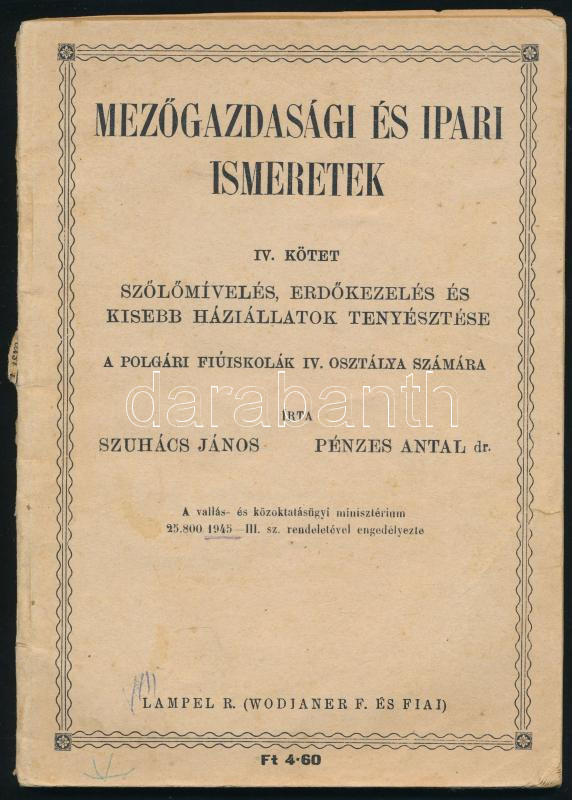 MEZŐGAZDASÁGI ÉS IPARI
ISMERETEK
IV. KÖTET
SZŐLŐMÍVELÉS, ERDŐKEZELÉS ÉS
KISEBB HÁZIÁLLATOK TENYÉSZTÉSE
A POLGÁRI FIÚISKOLÁK IV. OSZTÁLYA SZÁMÁRA
darabanth
ÍRTA
SZUHÁCS JÁNOS PÉNZES ANTAL dr.
A vallás- és közoktatásügyi minisztérium
25.800/1945—III. sz. rendeletével engedélyezte
LAMPEL R. (WODJANER F. ÉS FIAI)
Ft 4·60